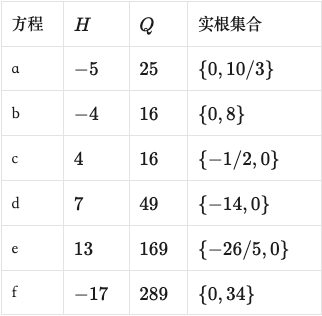 方程 H Q 实根集合
a −5 25 {0, 10/3}
b −4 16 {0, 8}
c 4 16 {−1/2, 0}
d 7 49 {−14, 0}
e 13 169 {−26/5, 0}
f −17 289 {0, 34}